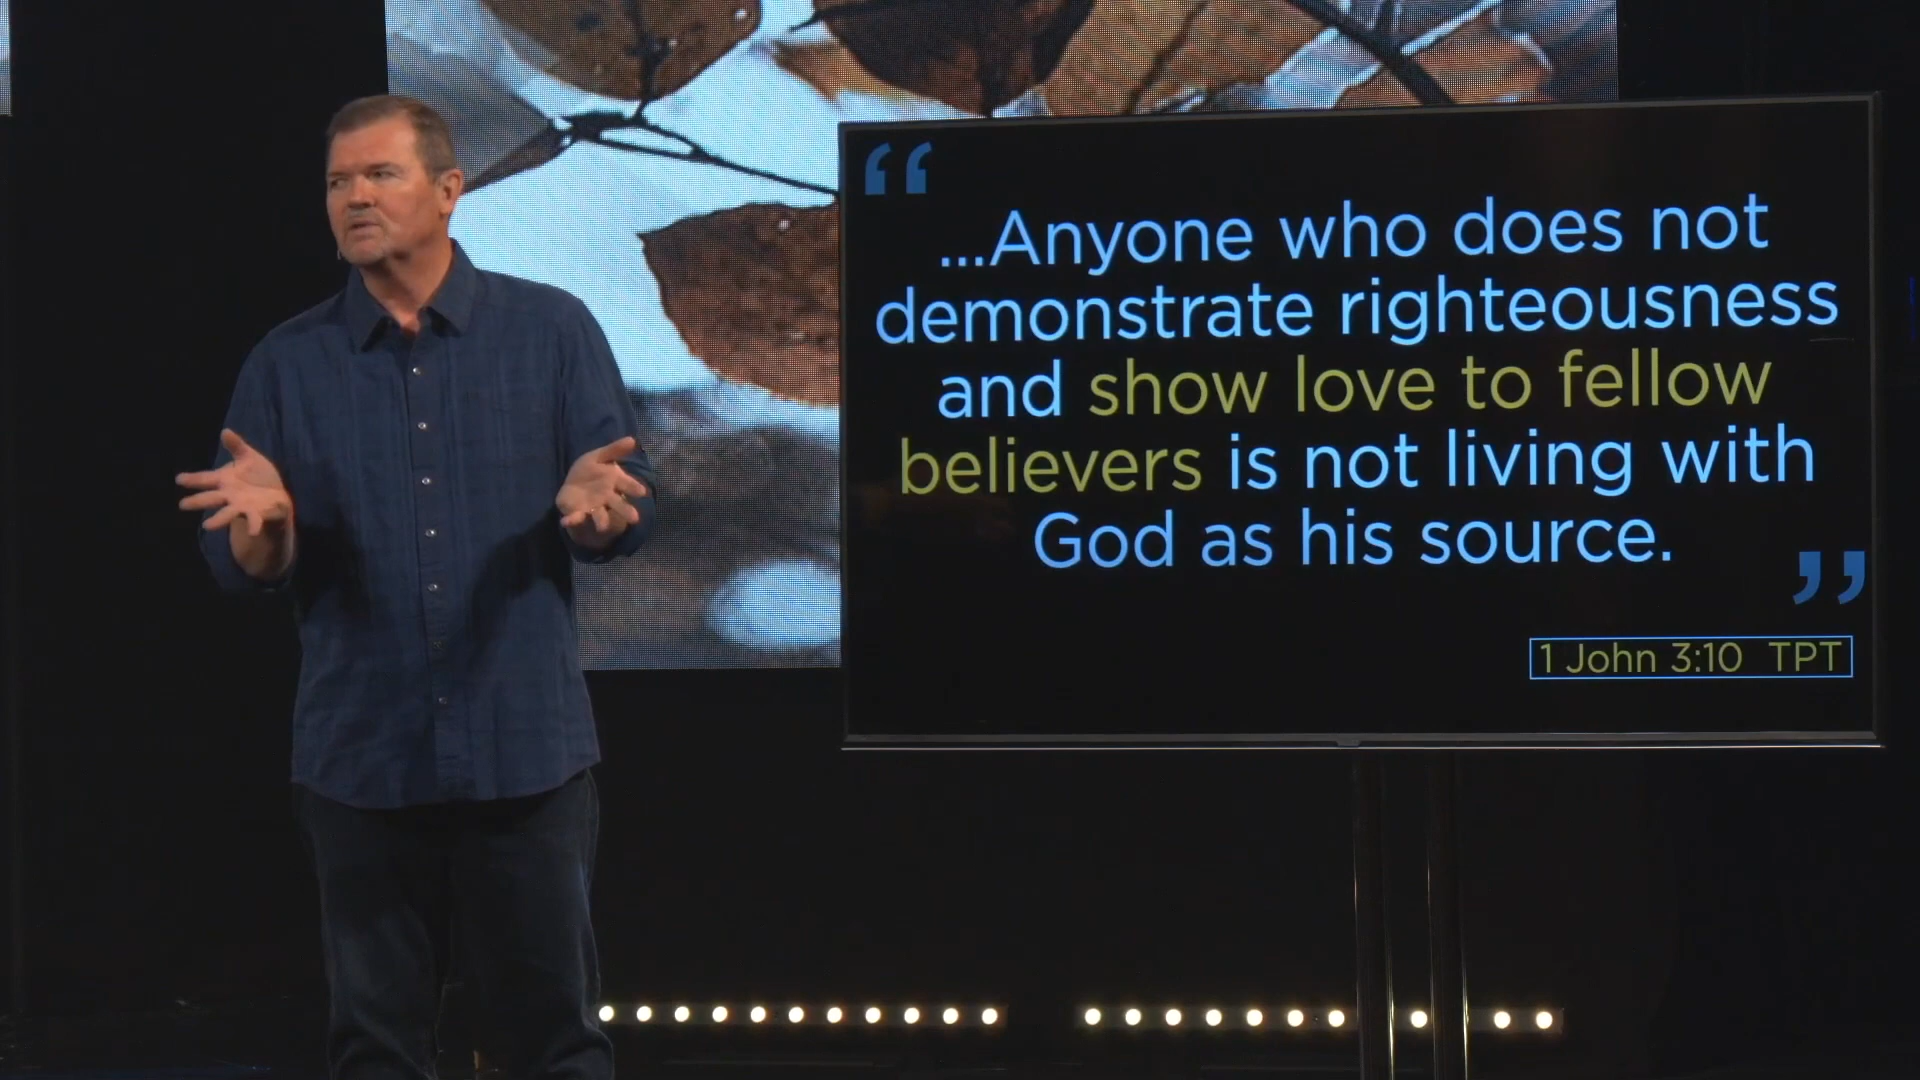 “
...Anyone who does not
demonstrate righteousness
and show love to fellow
believers is not living with
God as his source.
”
1 John 3:10 TPT